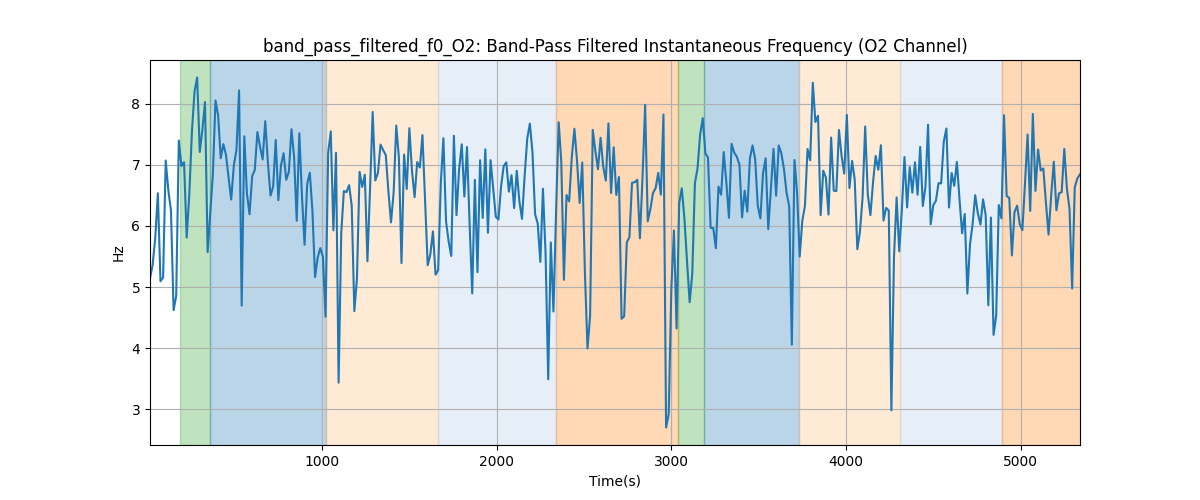 band_pass_filtered_f0_O2: Band-Pass Filtered Instantaneous Frequency (O2 Channel)
8
7
6
5
4
3
Hz
1000 2000 3000 4000 5000
Time(s)